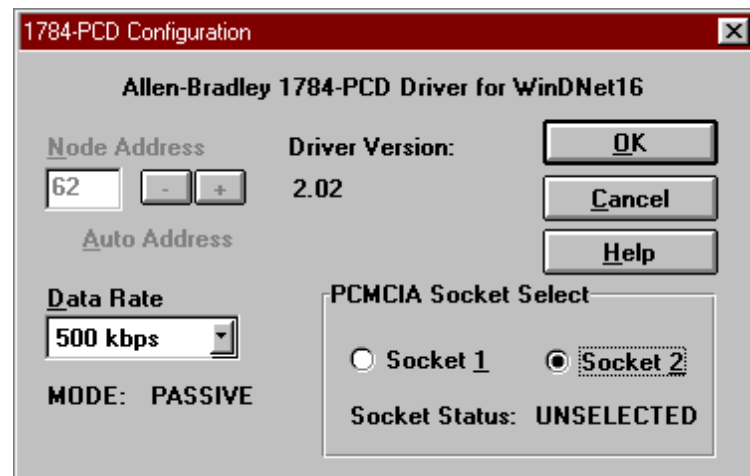 1784-PCD Configuration
Allen-Bradley 1784-PCD Driver for WinDNet16
Node Address
62
-
+
Auto Address
Driver Version:
2.02
OK
Cancel
Help
Data Rate
500 kbps
MODE: PASSIVE
PCMCIA Socket Select
Socket 1
Socket 2
Socket Status: UNSELECTED